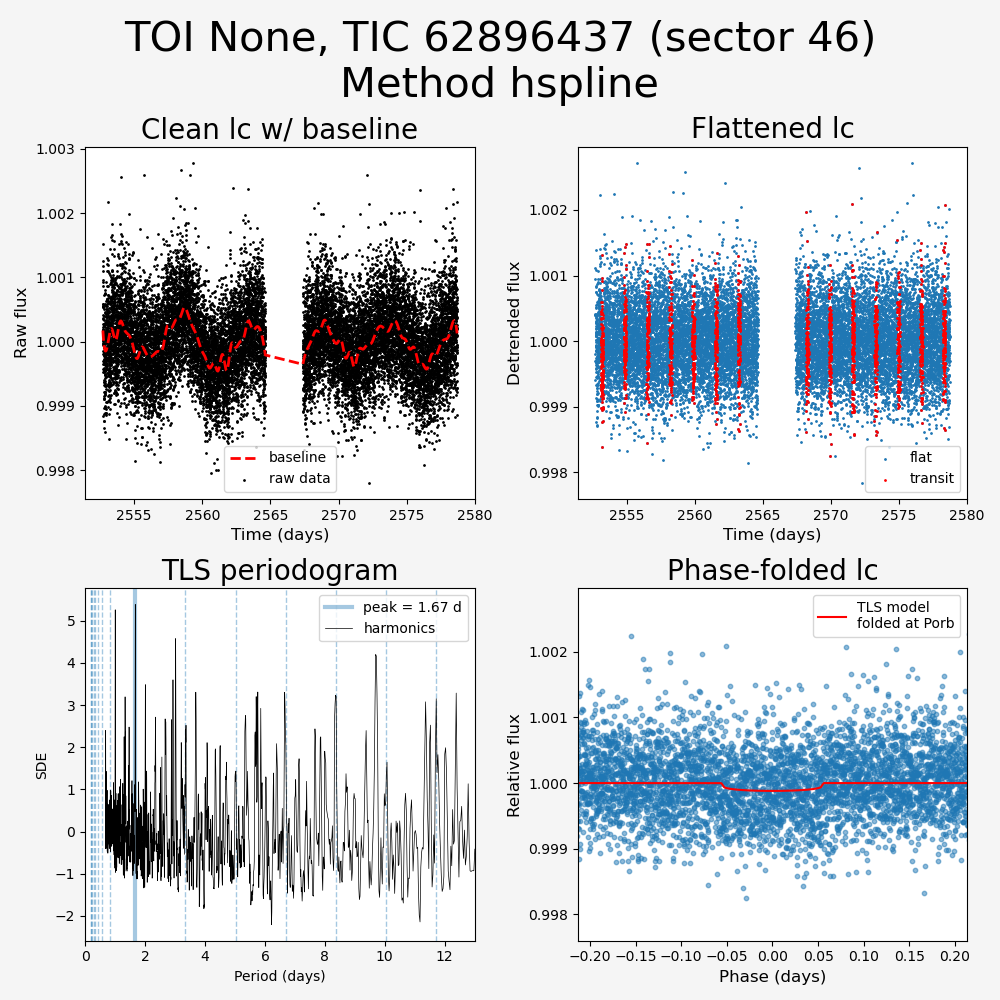 TOI None, TIC 62896437 (sector 46)
Method hspline
Clean lc w/ baseline
Raw flux
1.003
1.002
1.001
1.000
0.999
0.998
baseline
raw data
2555 2560 2565 2570 2575 2580
Time (days)
Flattened lc
Detrended flux
1.002
1.001
1.000
0.999
0.998
flat
transit
2555 2560 2565 2570 2575 2580
Time (days)
TLS periodogram
SDE
5
4
3
2
1
0
−1
−2
peak = 1.67 d
harmonics
0 2 4 6 8 10 12
Period (days)
Phase-folded lc
Relative flux
1.002
1.001
1.000
0.999
0.998
TLS model
folded at Porb
−0.20 −0.15 −0.10 −0.05 0.00 0.05 0.10 0.15 0.20
Phase (days)